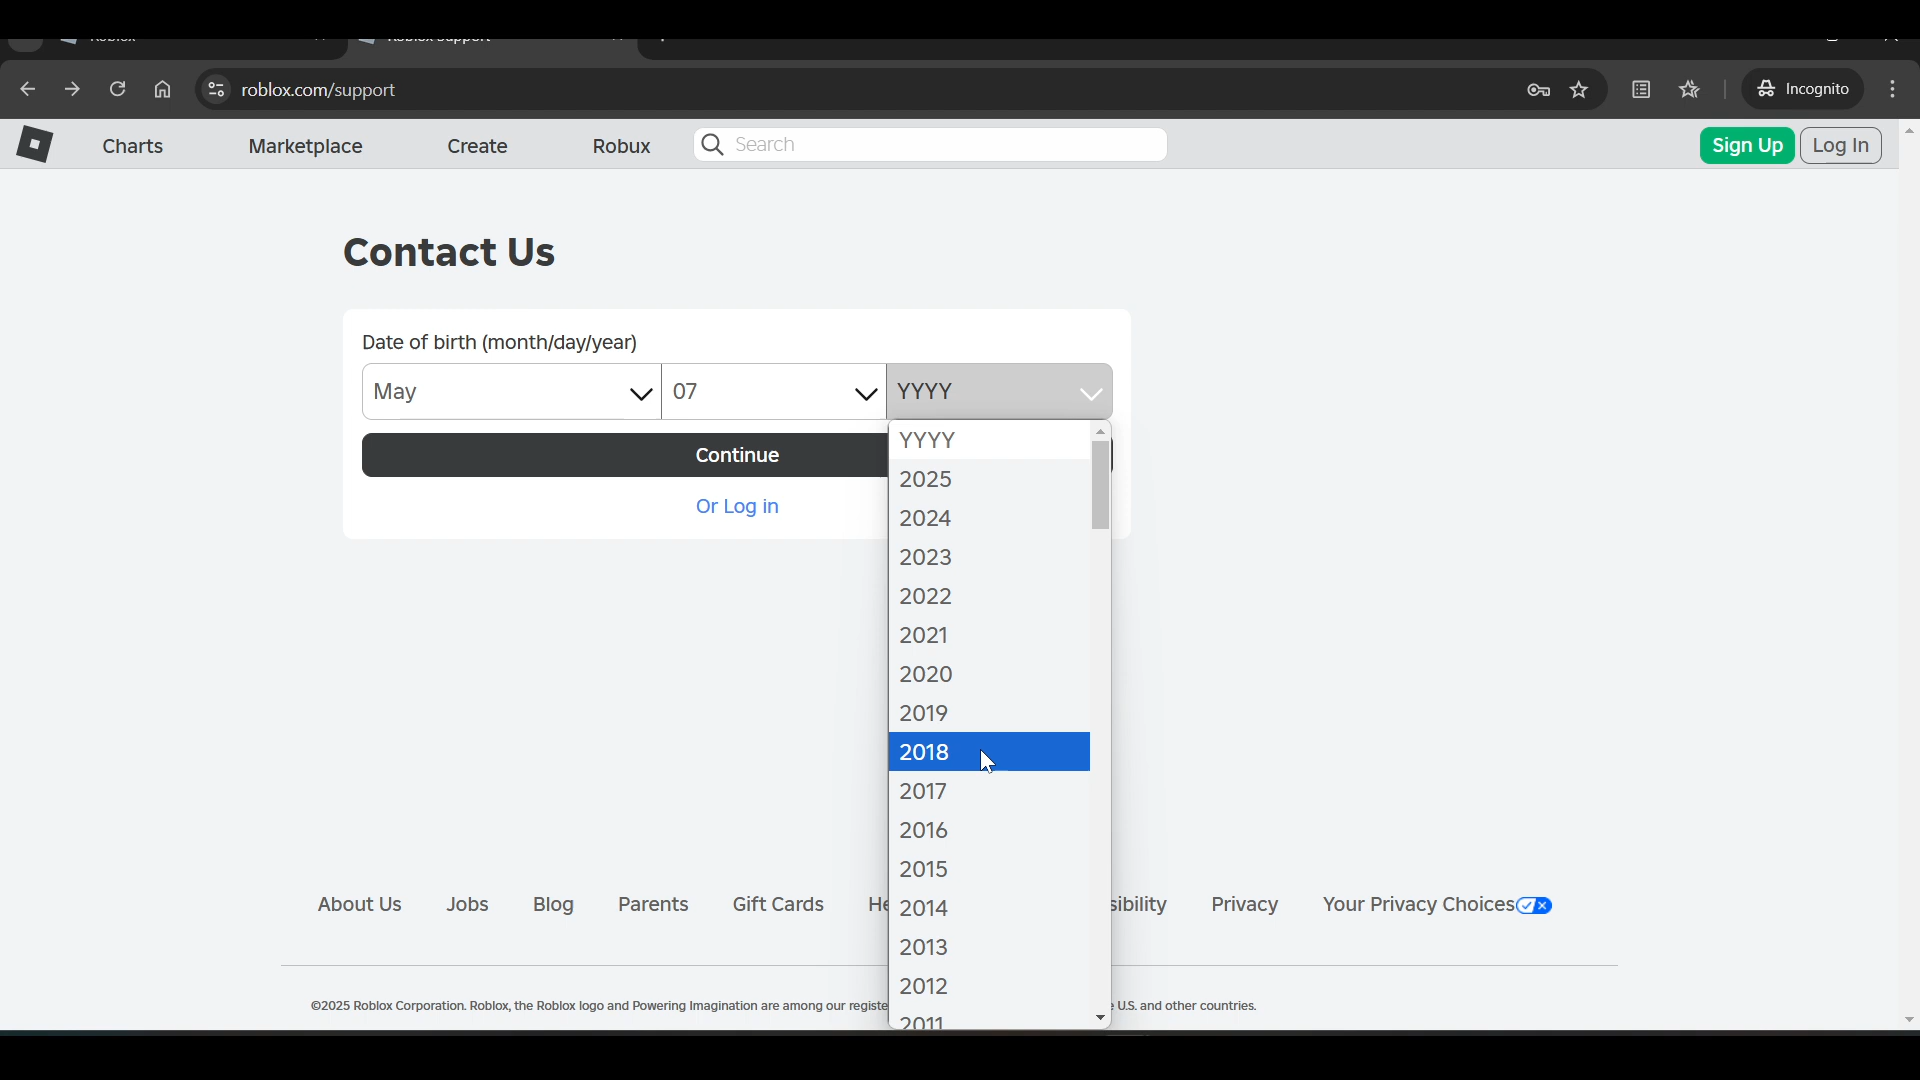 roblox.com/support
Incognito
Charts
Marketplace
Create
Robux
Search
Sign Up
Log In
Contact Us
Date of birth (month/day/year)
May
07
YYYY
Continue
Or Log in
YYYY
2025
2024
2023
2022
2021
2020
2019
2018
2017
2016
2015
2014
2013
2012
2011
About Us
Jobs
Blog
Parents
Gift Cards
Privacy
Your Privacy Choices
©2025 Roblox Corporation. Roblox, the Roblox logo and Powering Imagination are among our U.S. and other countries.